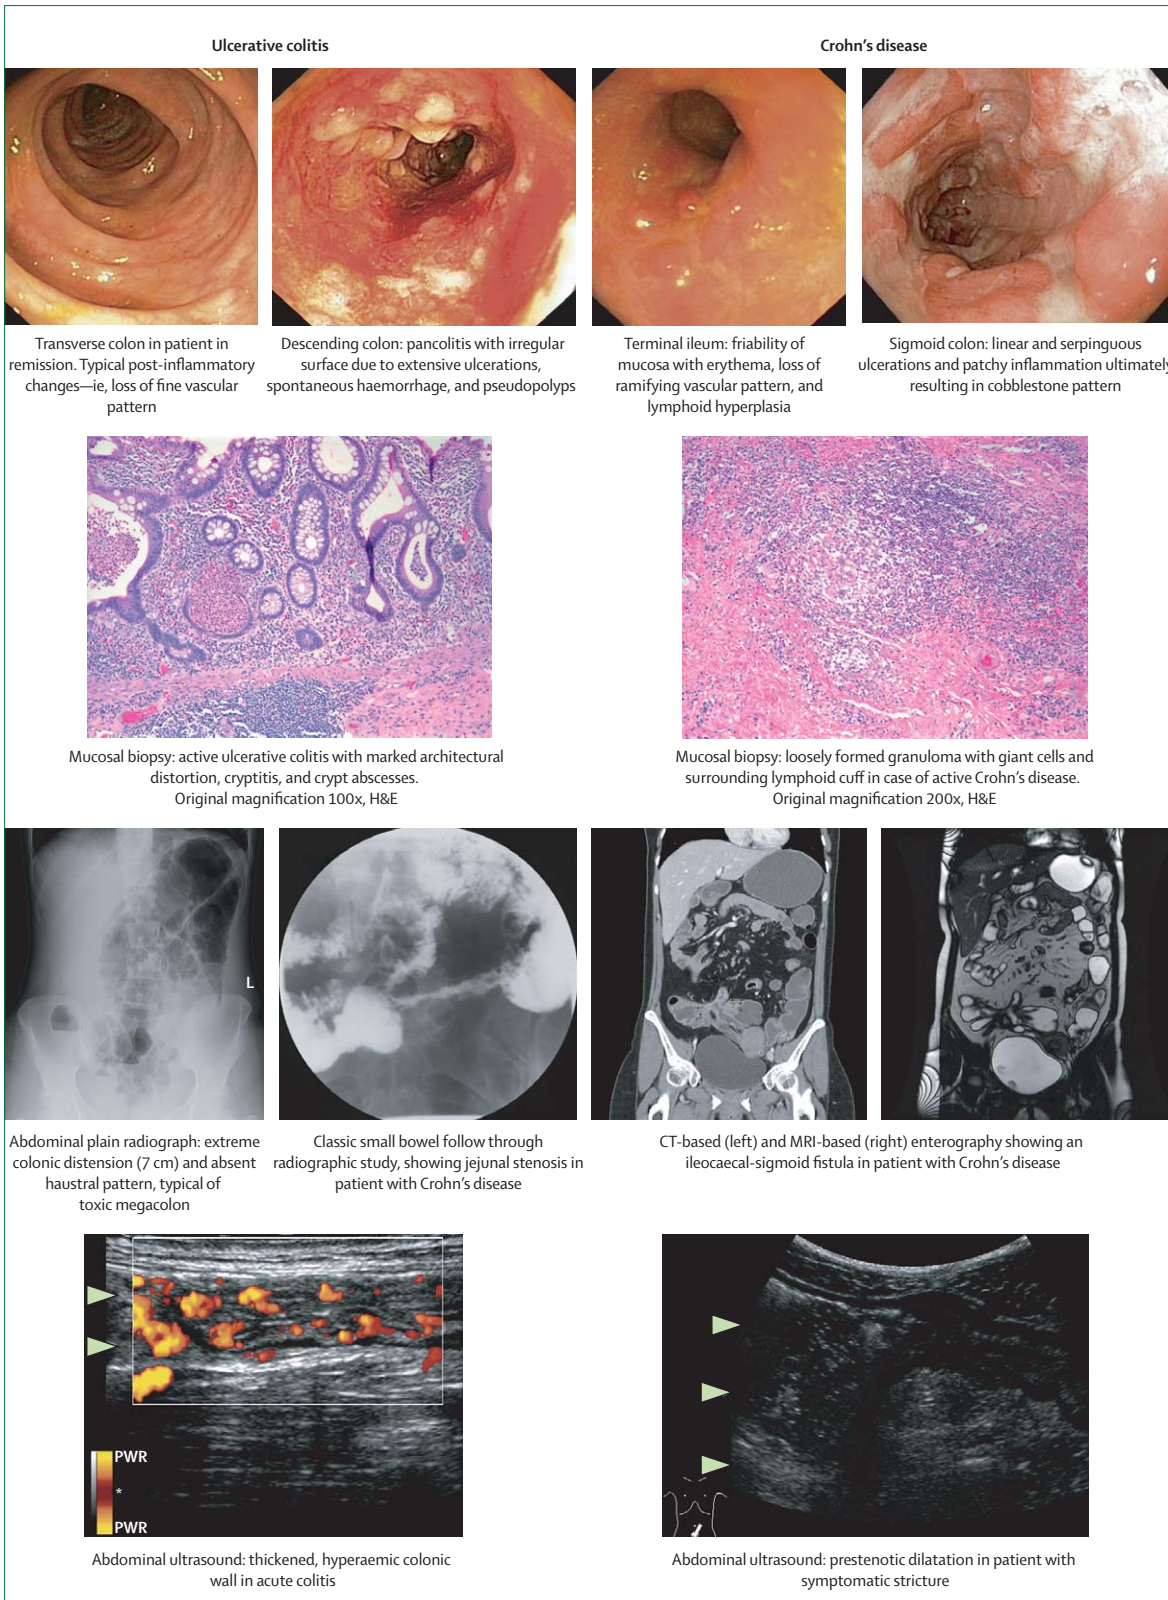 Ulcerative colitis
Crohn's disease
Transverse colon in patient in
remission. Typical post-inflammatory
changes—ie, loss of fine vascular
pattern
Descending colon: pancolitis with irregular
surface due to extensive ulcerations,
spontaneous haemorrhage, and pseudopolyps
Terminal ileum: friability of
mucosa with erythema, loss of
ramifying vascular pattern, and
lymphoid hyperplasia
Sigmoid colon: linear and serpinguous
ulcerations and patchy inflammation ultimately
resulting in cobblestone pattern
Mucosal biopsy: active ulcerative colitis with marked architectural
distortion, cryptitis, and crypt abscesses.
Original magnification 100x, H&E
Mucosal biopsy: loosely formed granuloma with giant cells and
surrounding lymphoid cuff in case of active Crohn's disease.
Original magnification 200x, H&E
L
Abdominal plain radiograph: extreme
colonic distension (7 cm) and absent
haustral pattern, typical of
toxic megacolon
Classic small bowel follow through
radiographic study, showing jejunal stenosis in
patient with Crohn's disease
CT-based (left) and MRI-based (right) enterography showing an
ileocaecal-sigmoid fistula in patient with Crohn's disease
PWR
*
PWR
Abdominal ultrasound: thickened, hyperaemic colonic
wall in acute colitis
Abdominal ultrasound: prestenotic dilatation in patient with
symptomatic stricture